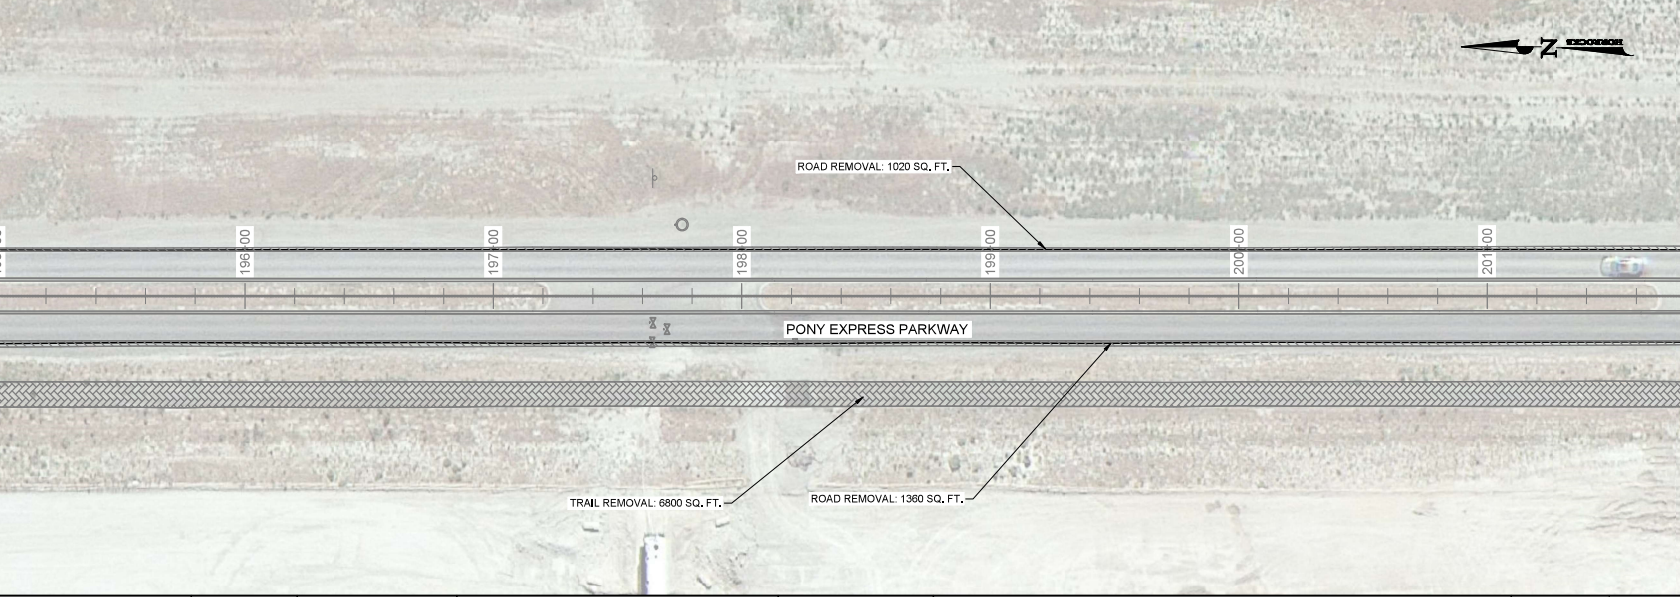 ROAD REMOVAL: 1020 SQ. FT.
196+00
197+00
198+00
199+00
200+00
201+00
PONY EXPRESS PARKWAY
TRAIL REMOVAL: 6800 SQ. FT.
ROAD REMOVAL: 1360 SQ. FT.